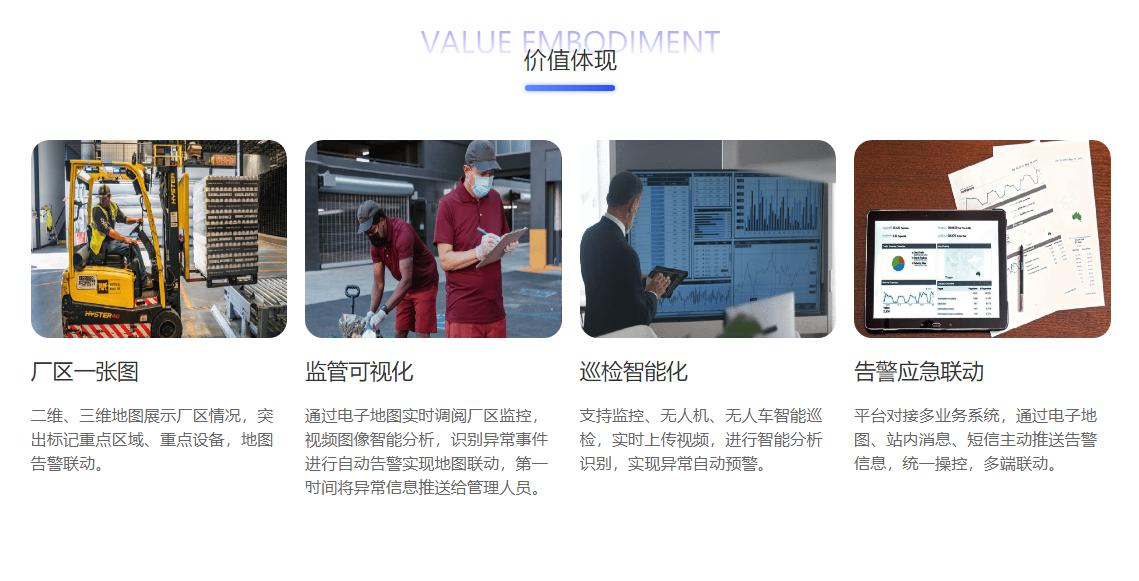 VALUE EMBODIMENT
价值体现
HYSTER
HYSTER 40
厂区一张图
二维、三维地图展示厂区情况，突
出标记重点区域、重点设备，地图
告警联动。
监管可视化
通过电子地图实时调阅厂区监控，
视频图像智能分析，识别异常事件
进行自动告警实现地图联动，第一
时间将异常信息推送给管理人员。
巡检智能化
支持监控、无人机、无人车智能巡
检，实时上传视频，进行智能分析
识别，实现异常自动预警。
告警应急联动
平台对接多业务系统，通过电子地
图、站内消息、短信主动推送告警
信息，统一操控，多端联动。